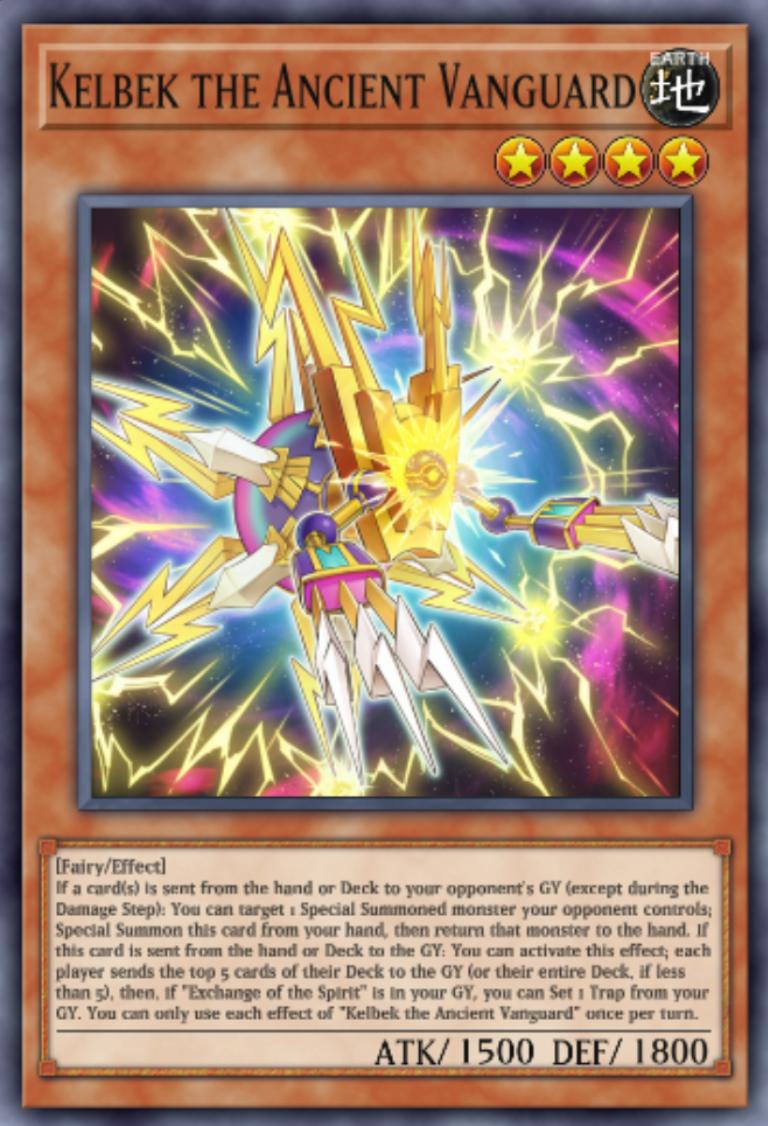 KELBEK THE ANCIENT VANGUARD
EARTH
地
[Fairy/Effect]
If a card(s) is sent from the hand or Deck to your opponent's GY (except during the
Damage Step): You can target 1 Special Summoned monster your opponent controls;
Special Summon this card from your hand, then return that monster to the hand. If
this card is sent from the hand or Deck to the GY: You can activate this effect; each
player sends the top 5 cards of their Deck to the GY (or their entire Deck, if less
than 5), then, if "Exchange of the Spirit" is in your GY, you can Set 1 Trap from your
GY. You can only use each effect of "Kelbek the Ancient Vanguard" once per turn.
ATK/ 1500 DEF/ 1800